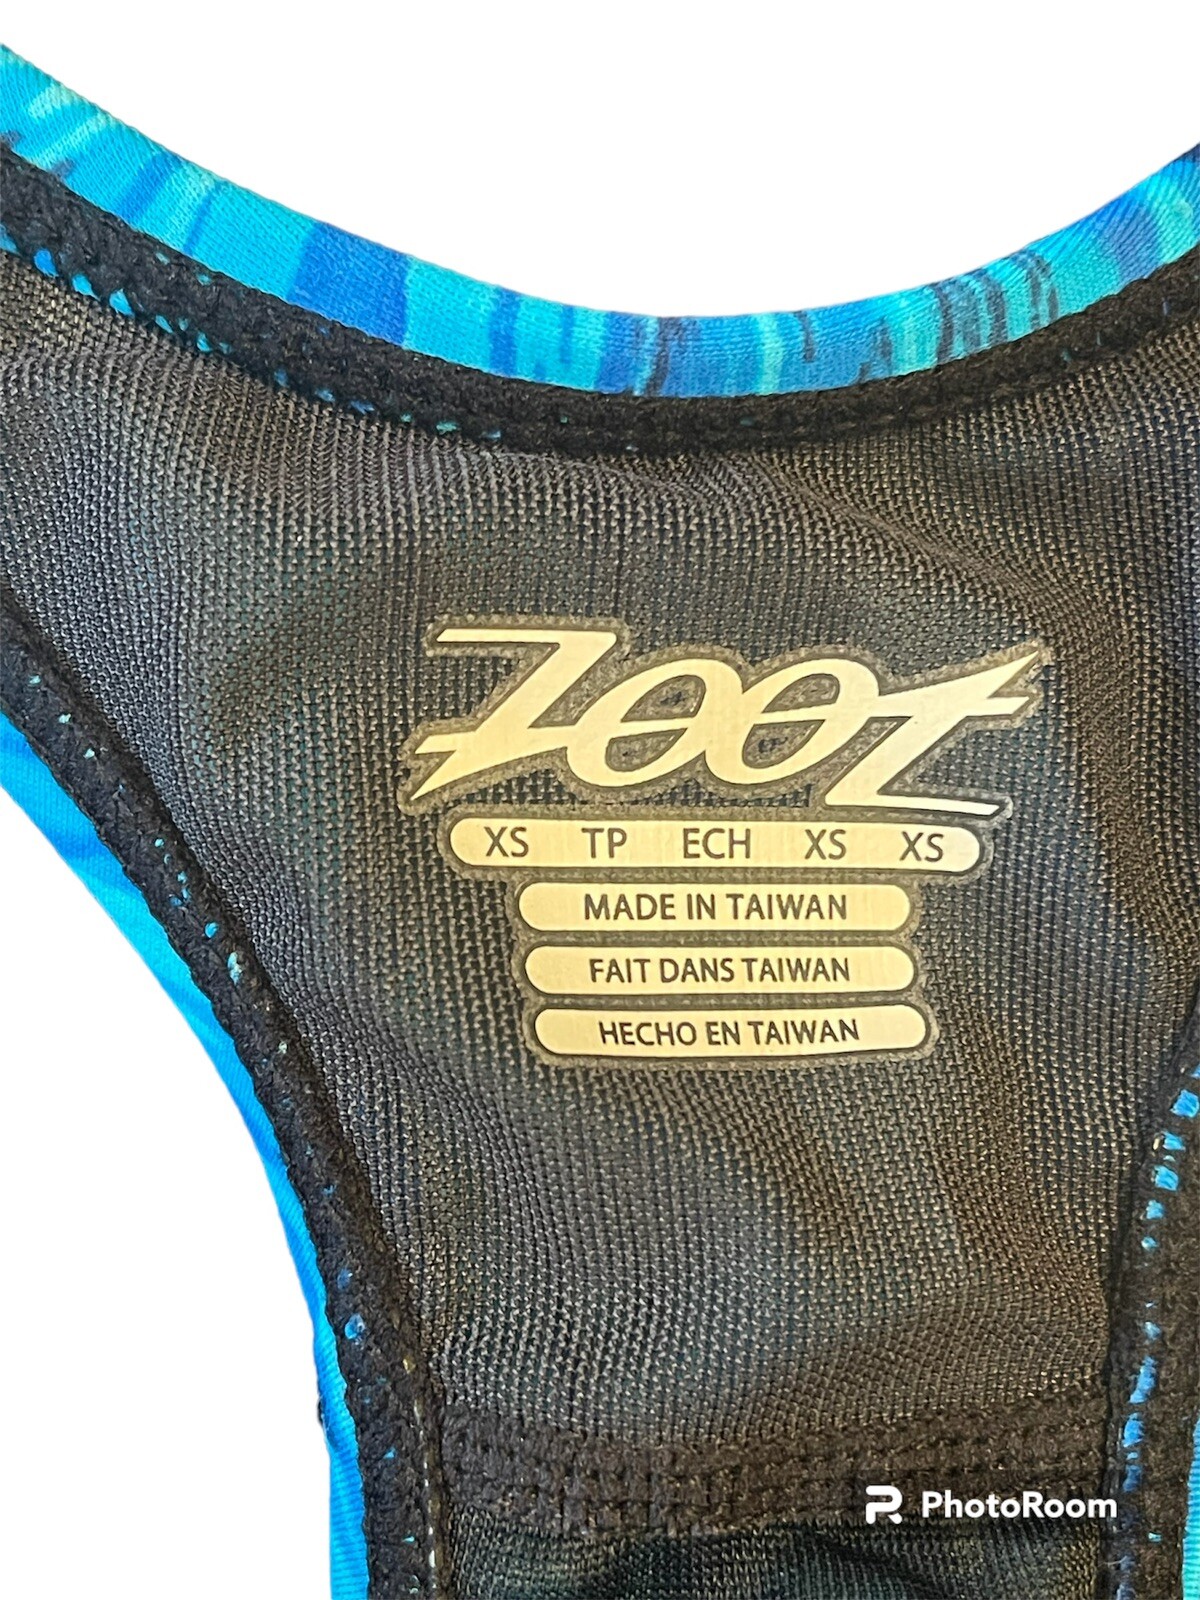 ZOOT
XS TP ECH XS XS
MADE IN TAIWAN
FAIT DANS TAIWAN
HECHO EN TAIWAN
PhotoRoom